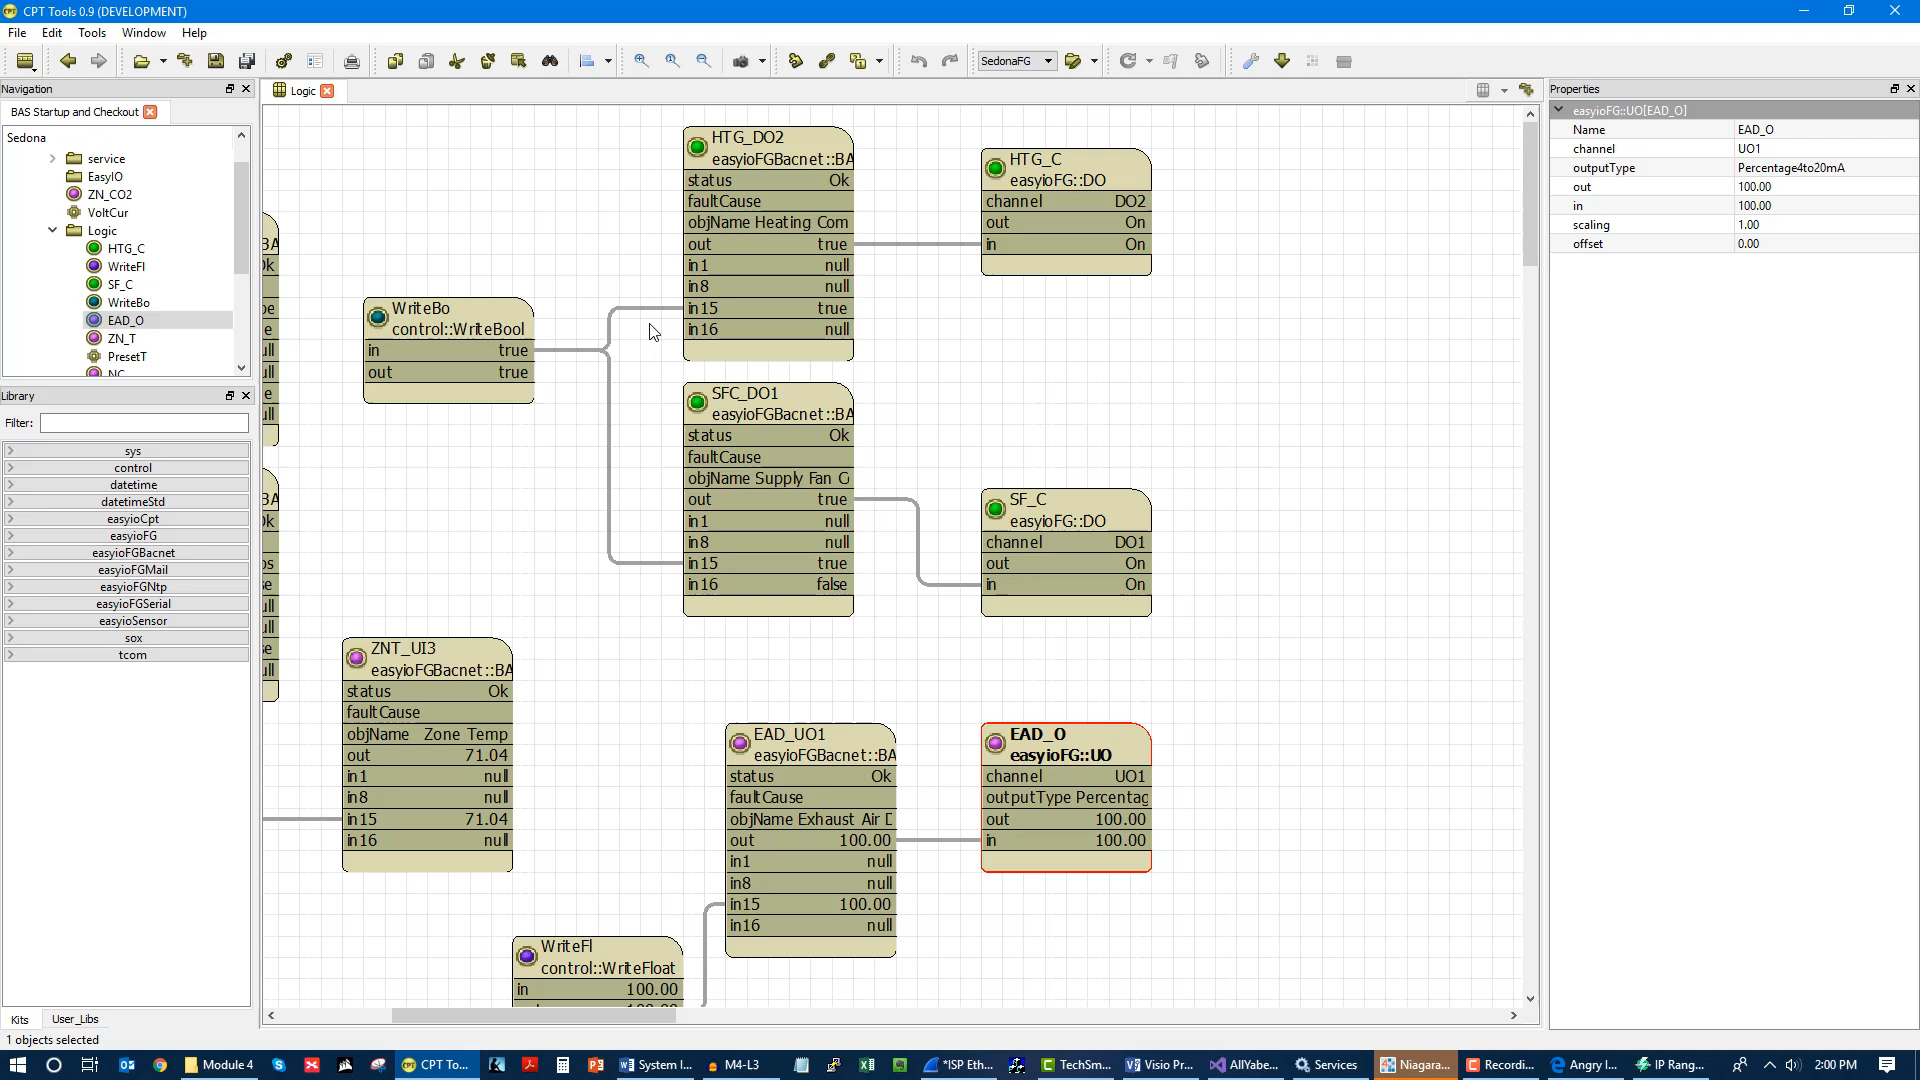 CPT Tools 0.9 (DEVELOPMENT)
File Edit Tools Window Help
SedonaFG
Navigation
BAS Startup and Checkout
Sedona
service
EasyIO
ZN_CO2
VoltCur
Logic
HTG_C
WriteFl
SF_C
WriteBo
EAD_O
ZN_T
PresetT
NC
Library
Filter:
sys
control
datetime
datetimeStd
easyioCpt
easyioFG
easyioFGBacnet
easyioFGMail
easyioFGNtp
easyioFGSerial
easyioSensor
sox
tcom
Kits User_Libs
1 objects selected
Logic
HTG_DO2
easyioFGBacnet::BA
status Ok
faultCause
objName Heating Com
out true
in1 null
in8 null
in15 true
in16 null
HTG_C
easyioFG::DO
channel DO2
out On
in On
WriteBo
control::WriteBool
in true
out true
SFC_DO1
easyioFGBacnet::BA
status Ok
faultCause
objName Supply Fan C
out true
in1 null
in8 null
in15 true
in16 false
SF_C
easyioFG::DO
channel DO1
out On
in On
ZNT_UI3
easyioFGBacnet::BA
status Ok
faultCause
objName Zone Temp
out 71.04
in1 null
in8 null
in15 71.04
in16 null
EAD_UO1
easyioFGBacnet::BA
status Ok
faultCause
objName Exhaust Air D
out 100.00
in1 null
in8 null
in15 100.00
in16 null
EAD_O
easyioFG::UO
channel UO1
outputType Percentag
out 100.00
in 100.00
WriteFl
control::WriteFloat
in 100.00
Properties
easyioFG::UO[EAD_O]
Name EAD_O
channel UO1
outputType Percentage4to20mA
out 100.00
in 100.00
scaling 1.00
offset 0.00
Module 4 CPT To... System I... M4-L3 *ISP Eth... TechSm... Visio Pr... AllYabe... Services Niagara... Recordi... Angry I... IP Rang... 2:00 PM